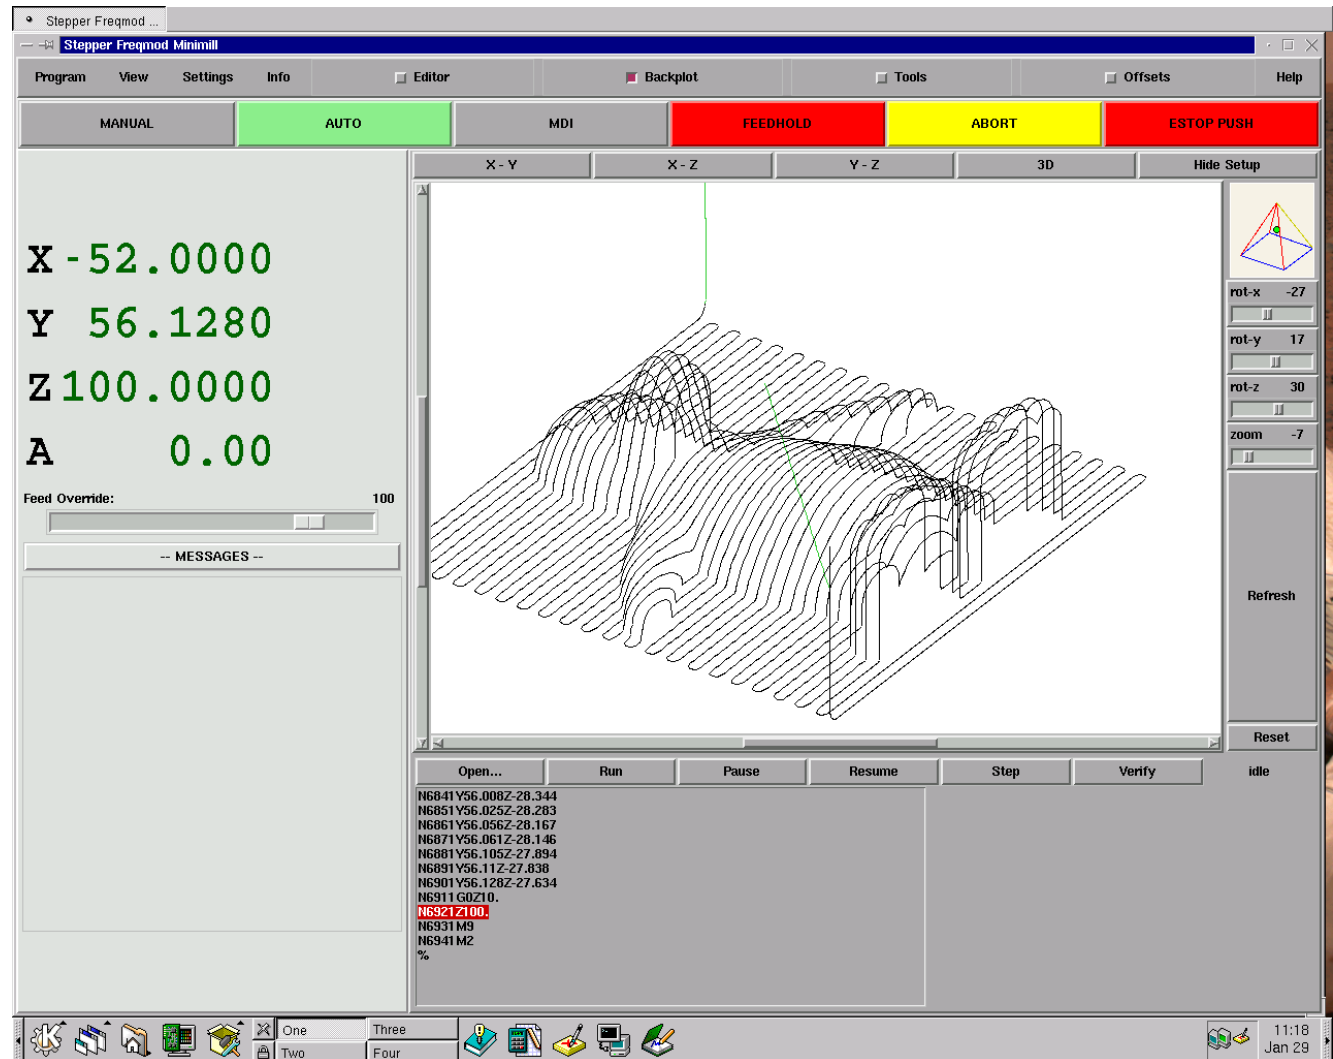 Stepper Freqmod ...
Stepper Freqmod Minimill
Program View Settings Info Editor Backplot Tools Offsets Help
MANUAL AUTO MDI FEEDHOLD ABORT ESTOP PUSH
X - Y X - Z Y - Z 3D Hide Setup
X -52.0000
Y 56.1280
Z 100.0000
A 0.00
Feed Override: 100
-- MESSAGES --
rot-x -27
rot-y 17
rot-z 30
zoom -7
Refresh
Reset
Open... Run Pause Resume Step Verify idle
N6841Y56.008Z-28.344
N6851Y56.025Z-28.283
N6861Y56.056Z-28.167
N6871Y56.061Z-28.146
N6881Y56.105Z-27.894
N6891Y56.11Z-27.838
N6901Y56.128Z-27.634
N6911G0Z10.
N6921Z100.
N6931M9
N6941M2
%
One Three
Two Four
11:18
Jan 29